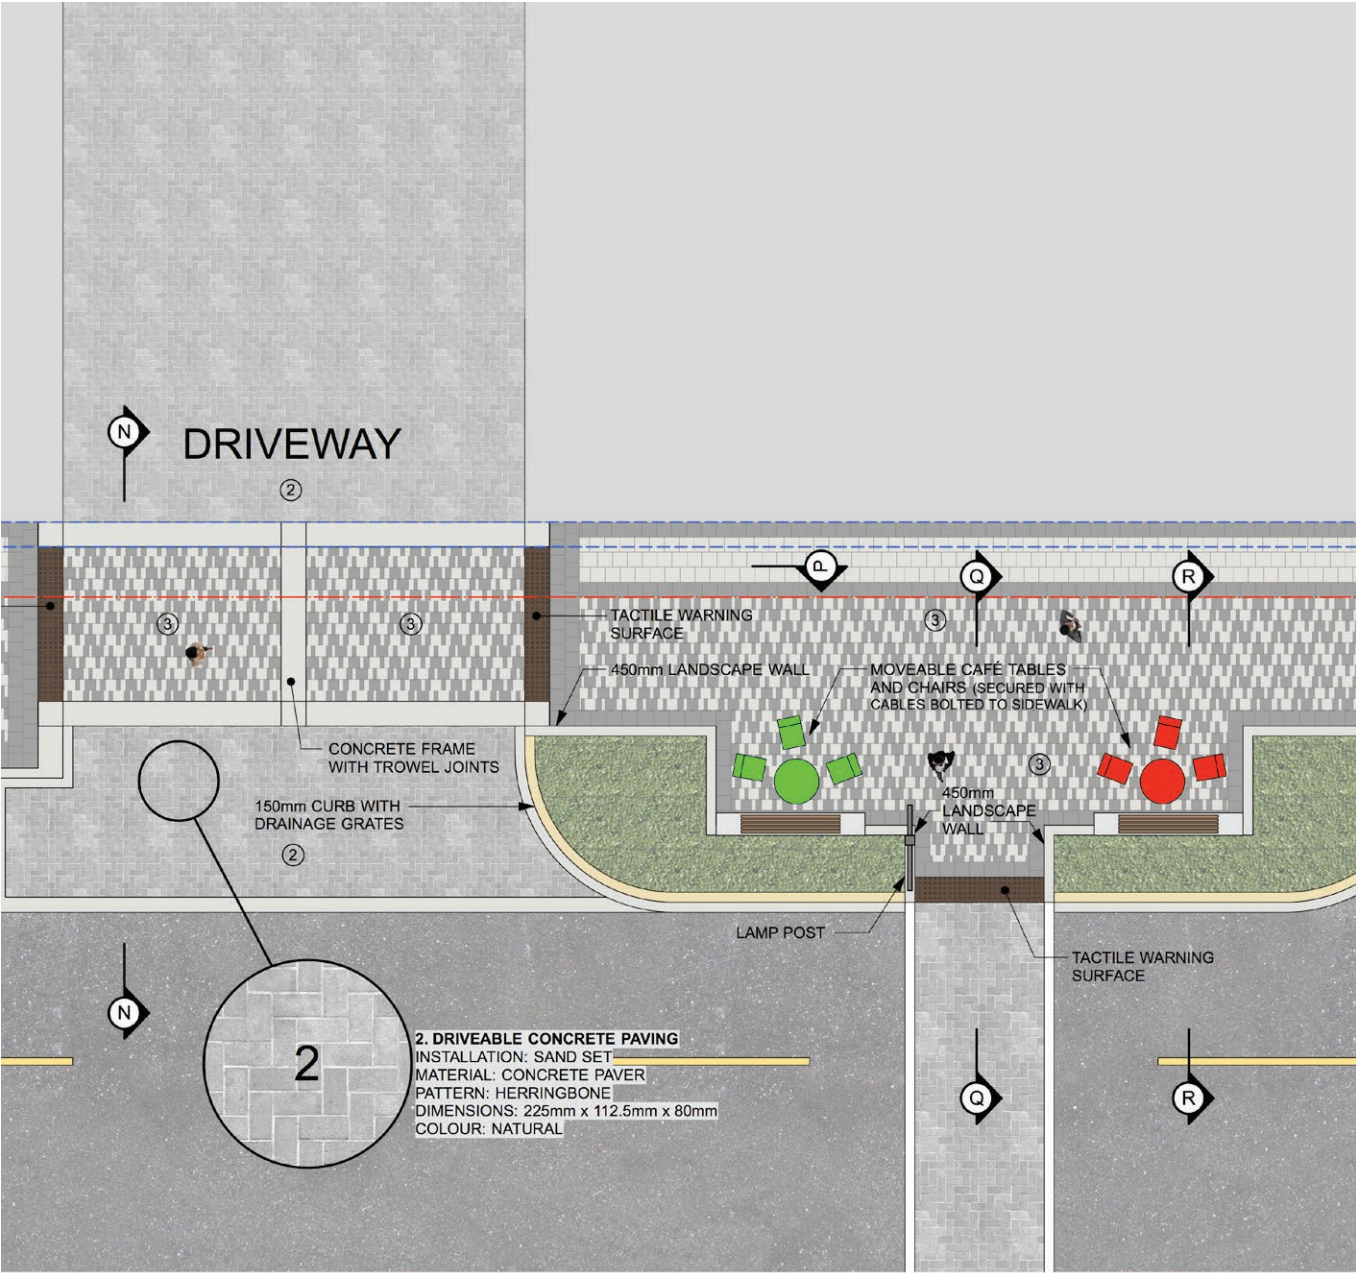 N
DRIVEWAY
2
P
Q
R
3
3
3
TACTILE WARNING
SURFACE
450mm LANDSCAPE WALL
MOVEABLE CAFÉ TABLES
AND CHAIRS (SECURED WITH
CABLES BOLTED TO SIDEWALK)
CONCRETE FRAME
WITH TROWEL JOINTS
3
150mm CURB WITH
DRAINAGE GRATES
450mm
LANDSCAPE
WALL
2
LAMP POST
TACTILE WARNING
SURFACE
N
2
2. DRIVEABLE CONCRETE PAVING
INSTALLATION: SAND SET
MATERIAL: CONCRETE PAVER
PATTERN: HERRINGBONE
DIMENSIONS: 225mm x 112.5mm x 80mm
COLOUR: NATURAL
Q
R